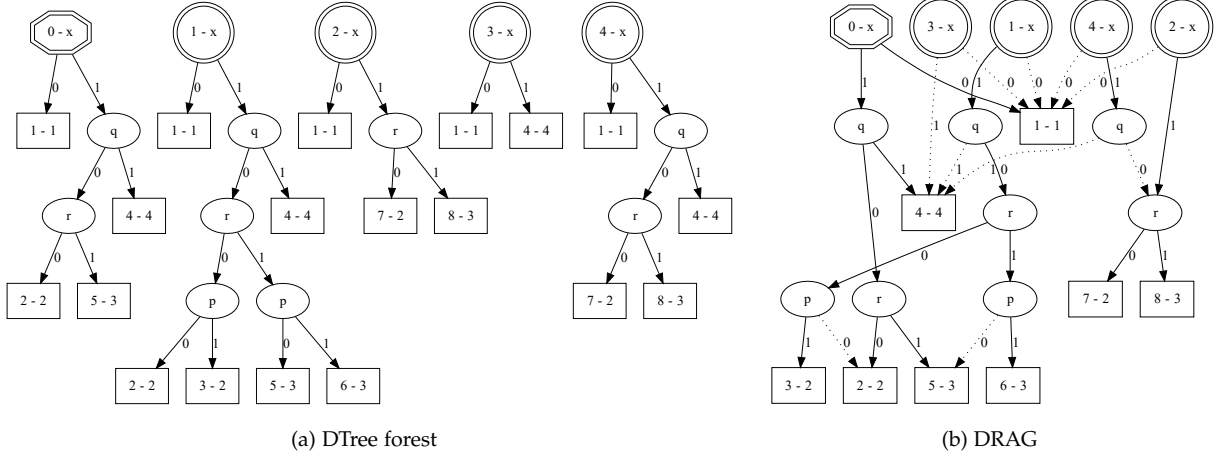 0 - x 1 - x 2 - x 3 - x 4 - x
0 1 0 1 0 1 0 1 0 1
1 - 1 q 1 - 1 q 1 - 1 r 1 - 1 4 - 4 1 - 1 q
0 1 0 1 0 1 0 1
r 4 - 4 r 4 - 4 7 - 2 8 - 3 r 4 - 4
0 1 0 1 0 1
2 - 2 5 - 3 p p 7 - 2 8 - 3
0 1 0 1
2 - 2 3 - 2 5 - 3 6 - 3
(a) DTree forest
0 - x 3 - x 1 - x 4 - x 2 - x
1 0 0 1 0 0 1 0
q q 1 - 1 q 1
1 1 1 1 0 0
4 - 4 r r
0 0 1 0 1
p r p 7 - 2 8 - 3
1 0 0 1 0 1
3 - 2 2 - 2 5 - 3 6 - 3
(b) DRAG